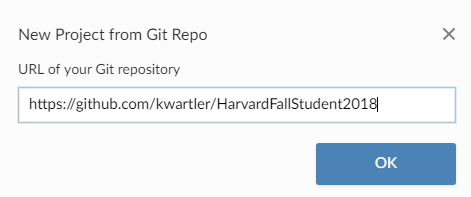 New Project from Git Repo
URL of your Git repository
https://github.com/kwartler/HarvardFallStudent2018
OK